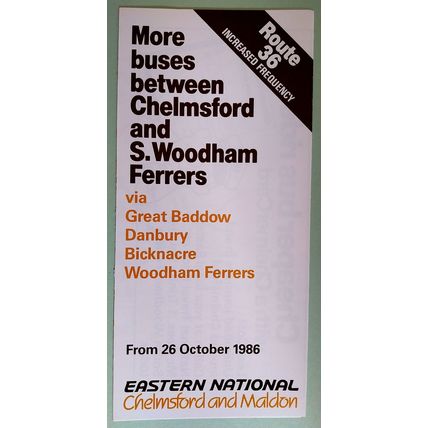 Route
36
INCREASED FREQUENCY
More
buses
between
Chelmsford
and
S.Woodham
Ferrers
via
Great Baddow
Danbury
Bicknacre
Woodham Ferrers
From 26 October 1986
EASTERN NATIONAL
Chelmsford and Maldon